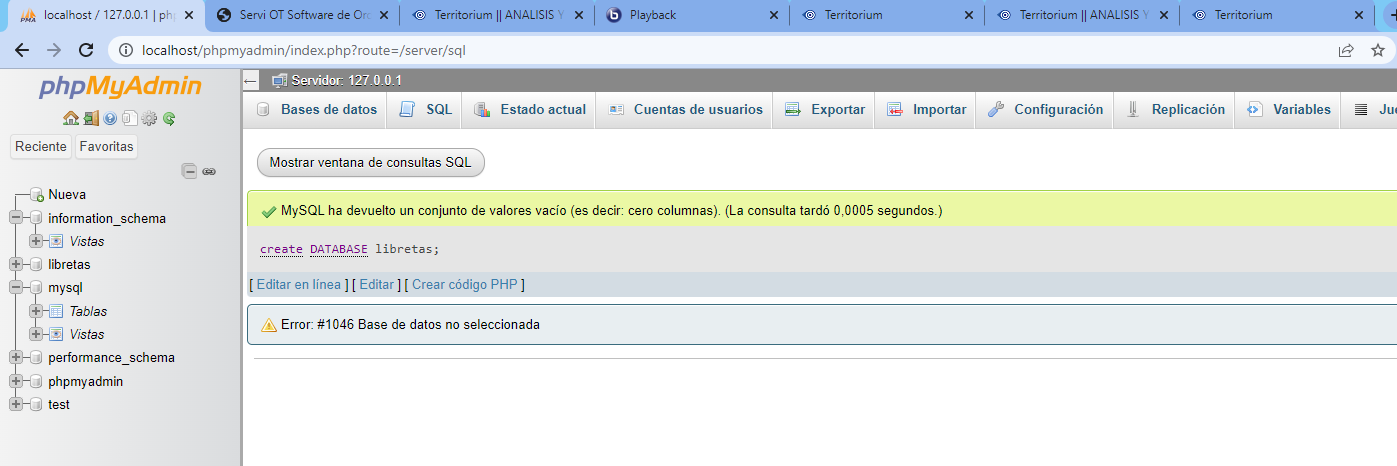 localhost / 127.0.0.1 | ph
Servi OT Software de Or
Territorium || ANALISIS Y
Playback
Territorium
Territorium || ANALISIS Y
Territorium
localhost/phpmyadmin/index.php?route=/server/sql
phpMyAdmin
Servidor: 127.0.0.1
Bases de datos
SQL
Estado actual
Cuentas de usuarios
Exportar
Importar
Configuración
Replicación
Variables
Jue
Reciente
Favoritas
Nueva
information_schema
Vistas
libretas
mysql
Tablas
Vistas
performance_schema
phpmyadmin
test
Mostrar ventana de consultas SQL
MySQL ha devuelto un conjunto de valores vacío (es decir: cero columnas). (La consulta tardó 0,0005 segundos.)
create DATABASE libretas;
[ Editar en línea ] [ Editar ] [ Crear código PHP ]
Error: #1046 Base de datos no seleccionada